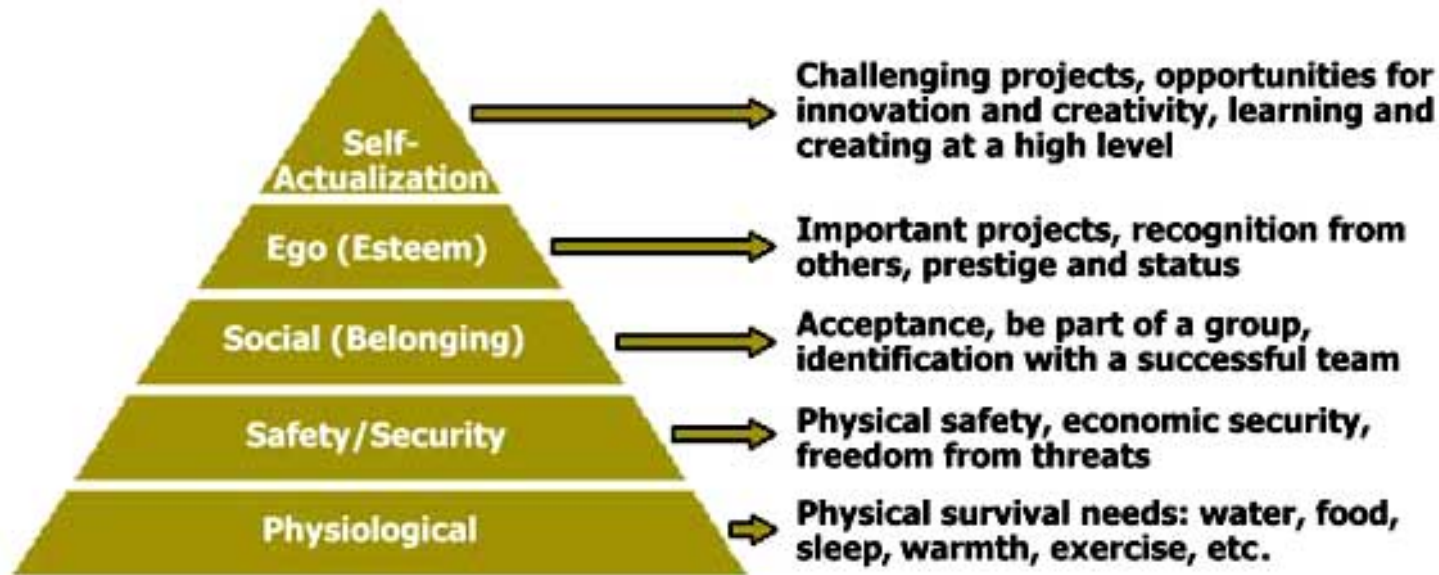 Self-
Actualization
Challenging projects, opportunities for
innovation and creativity, learning and
creating at a high level
Ego (Esteem)
Important projects, recognition from
others, prestige and status
Social (Belonging)
Acceptance, be part of a group,
identification with a successful team
Safety/Security
Physical safety, economic security,
freedom from threats
Physiological
Physical survival needs: water, food,
sleep, warmth, exercise, etc.